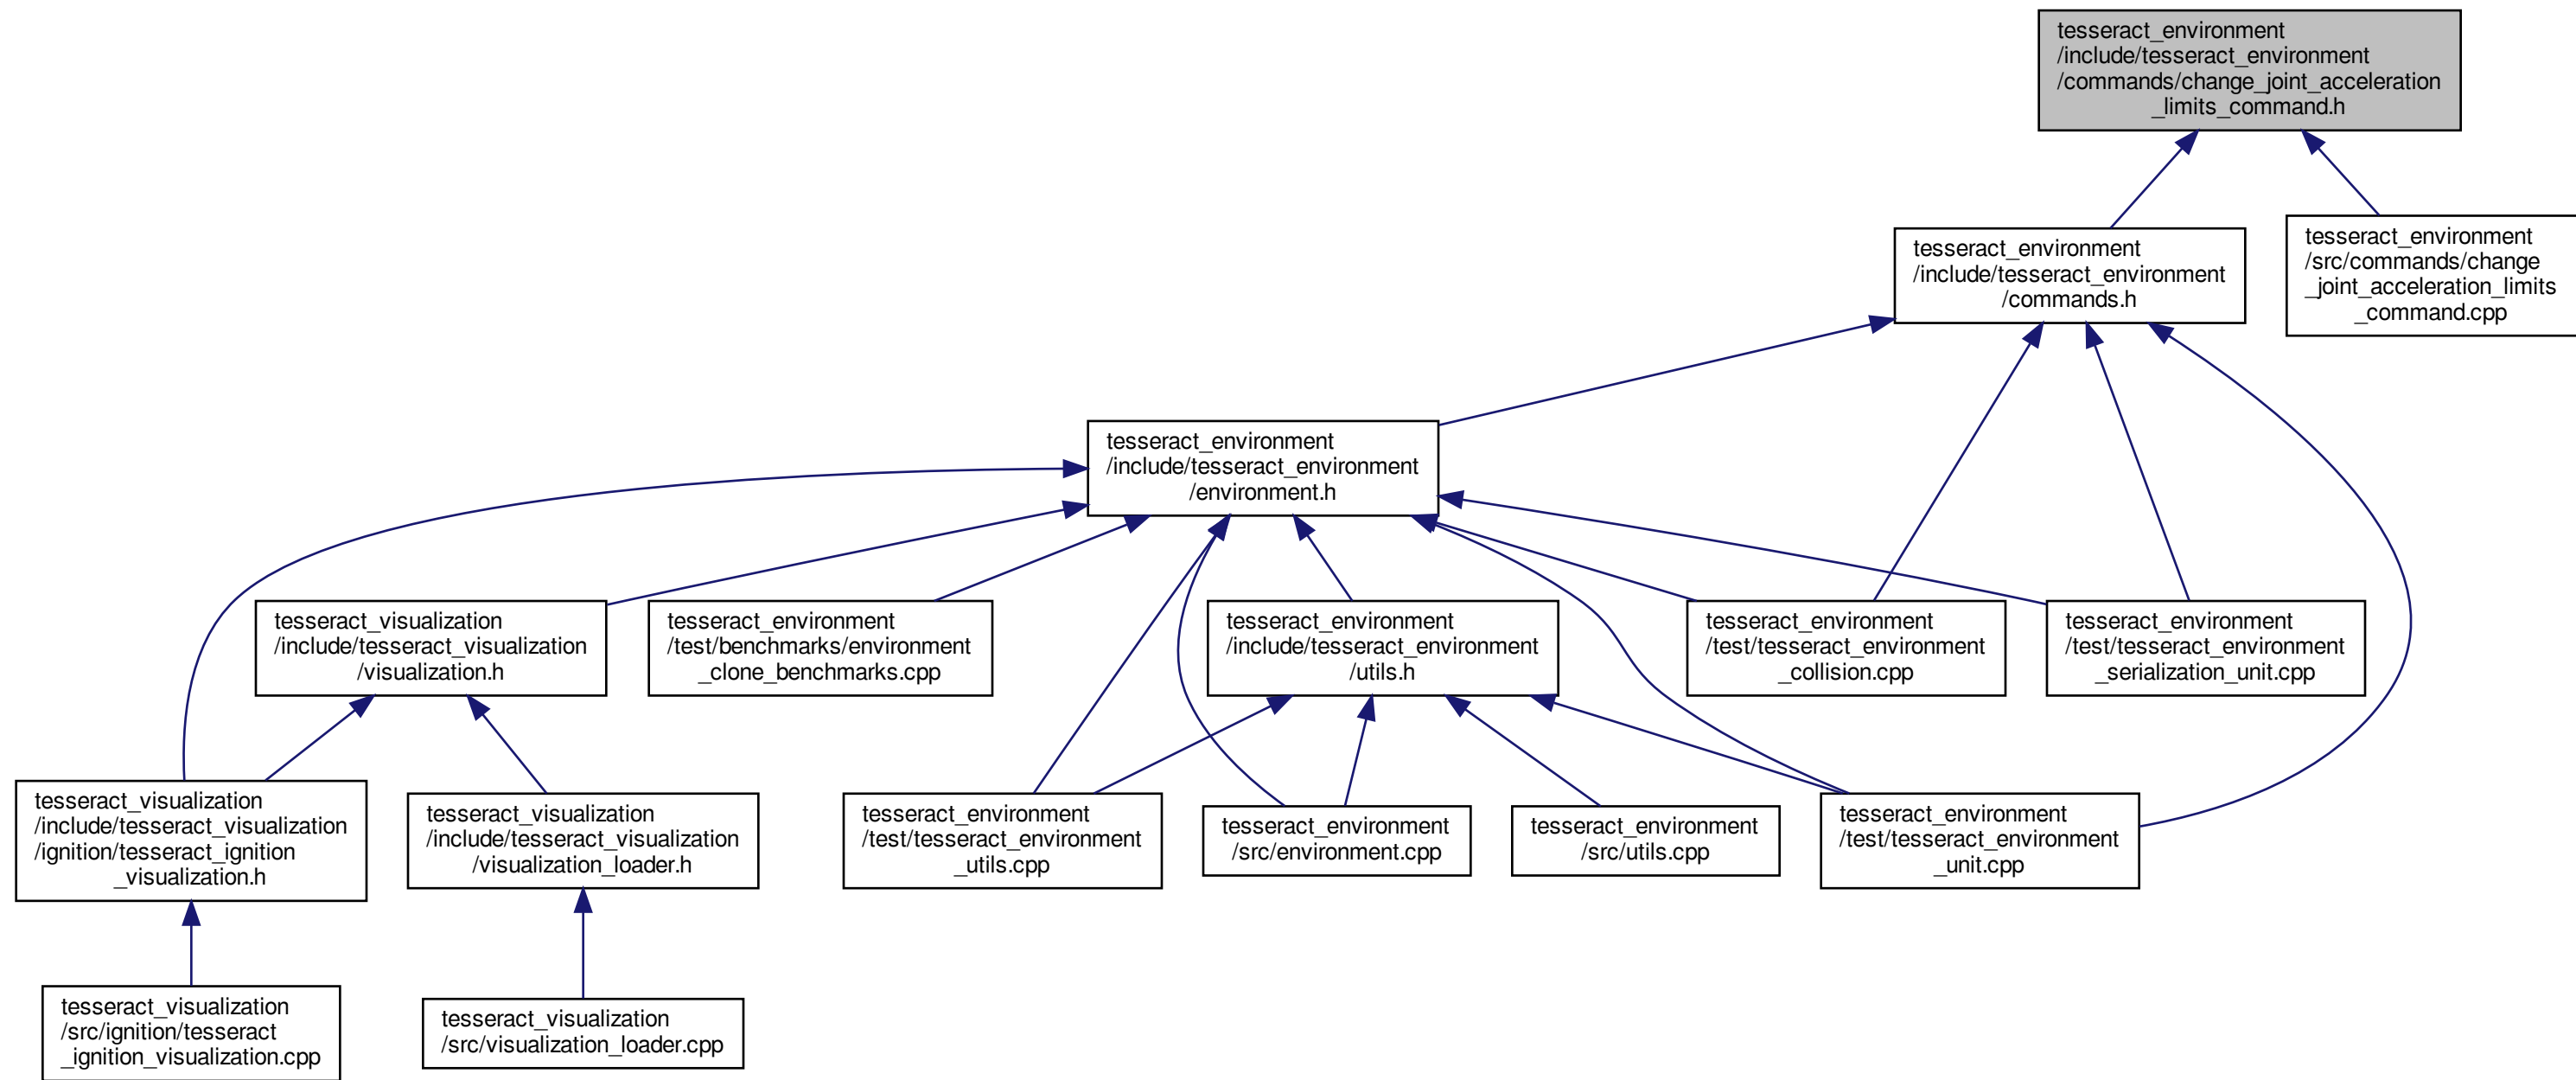 tesseract_environment
/include/tesseract_environment
/commands/change_joint_acceleration
_limits_command.h
tesseract_environment
/include/tesseract_environment
/commands.h
tesseract_environment
/src/commands/change
_joint_acceleration_limits
_command.cpp
tesseract_environment
/include/tesseract_environment
/environment.h
tesseract_visualization
/include/tesseract_visualization
/visualization.h
tesseract_environment
/test/benchmarks/environment
_clone_benchmarks.cpp
tesseract_environment
/include/tesseract_environment
/utils.h
tesseract_environment
/test/tesseract_environment
_collision.cpp
tesseract_environment
/test/tesseract_environment
_serialization_unit.cpp
tesseract_visualization
/include/tesseract_visualization
/ignition/tesseract_ignition
_visualization.h
tesseract_visualization
/include/tesseract_visualization
/visualization_loader.h
tesseract_environment
/test/tesseract_environment
_utils.cpp
tesseract_environment
/src/environment.cpp
tesseract_environment
/src/utils.cpp
tesseract_environment
/test/tesseract_environment
_unit.cpp
tesseract_visualization
/src/ignition/tesseract
_ignition_visualization.cpp
tesseract_visualization
/src/visualization_loader.cpp